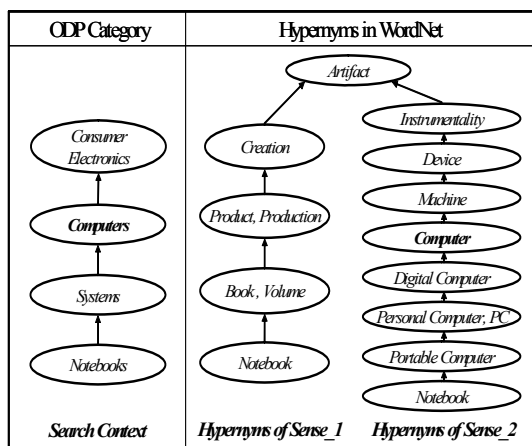 ODP Category
Hypernyms in WordNet
Consumer
Electronics
Computers
Systems
Notebooks
Search Context
Artifact
Creation
Product, Production
Book , Volume
Notebook
Hypernyms of Sense_1
Instrumentality
Device
Machine
Computer
Digital Computer
Personal Computer, PC
Portable Computer
Notebook
Hypernyms of Sense_2